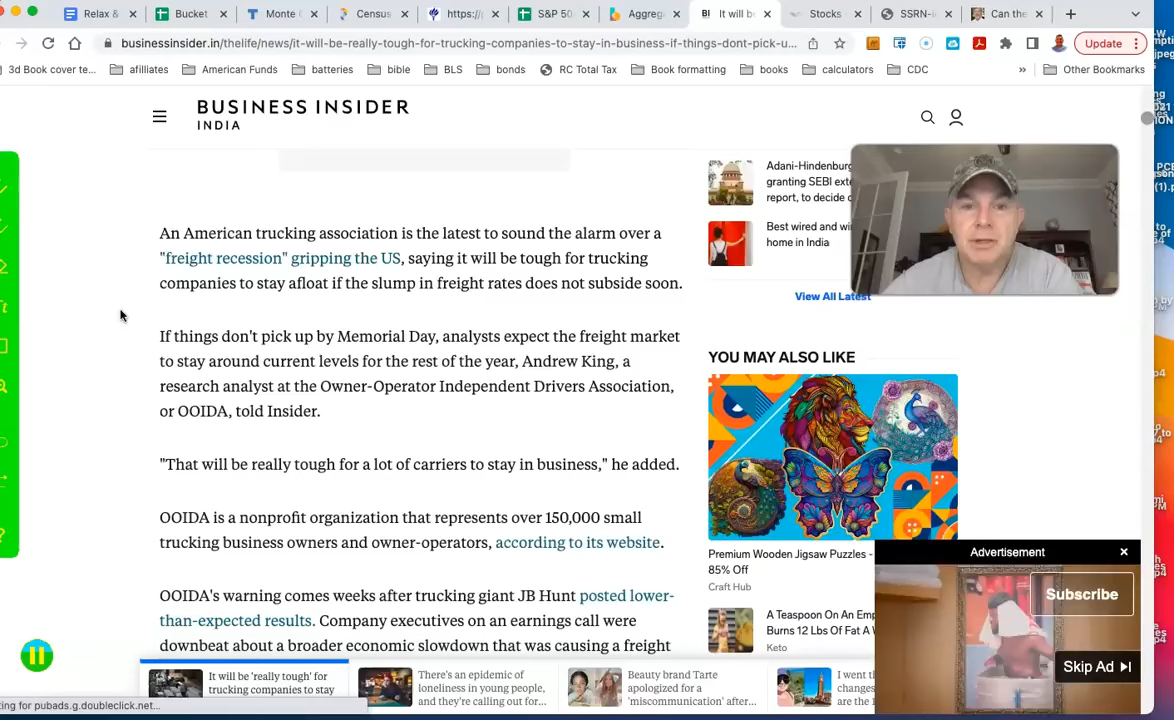 Relax &
Bucket
Monte C
Census
https://
S&P 50
Aggreg
It will be
Stocks
SSRN-i
Can the
businessinsider.in/thelife/news/it-will-be-really-tough-for-trucking-companies-to-stay-in-business-if-things-dont-pick-u...
Update
3d Book cover te...
afilliates
American Funds
batteries
bible
BLS
bonds
RC Total Tax
Book formatting
books
calculators
CDC
»
Other Bookmarks
BUSINESS INSIDER
INDIA
An American trucking association is the latest to sound the alarm over a
"freight recession" gripping the US, saying it will be tough for trucking
companies to stay afloat if the slump in freight rates does not subside soon.
If things don't pick up by Memorial Day, analysts expect the freight market
to stay around current levels for the rest of the year, Andrew King, a
research analyst at the Owner-Operator Independent Drivers Association,
or OOIDA, told Insider.
"That will be really tough for a lot of carriers to stay in business," he added.
OOIDA is a nonprofit organization that represents over 150,000 small
trucking business owners and owner-operators, according to its website.
OOIDA's warning comes weeks after trucking giant JB Hunt posted lower-
than-expected results. Company executives on an earnings call were
downbeat about a broader economic slowdown that was causing a freight
Adani-Hindenburg
granting SEBI exte
report, to decide o
Best wired and wi
home in India
View All Latest
YOU MAY ALSO LIKE
Premium Wooden Jigsaw Puzzles -
85% Off
Craft Hub
A Teaspoon On An Emp
Burns 12 Lbs Of Fat A
Keto
Advertisement
Subscribe
Skip Ad
It will be 'really tough' for
trucking companies to stay
There's an epidemic of
loneliness in young people,
and they're calling out for...
Beauty brand Tarte
apologized for a
'miscommunication' after...
I went t
changes
are the 1
ting for pubads.g.doubleclick.net...